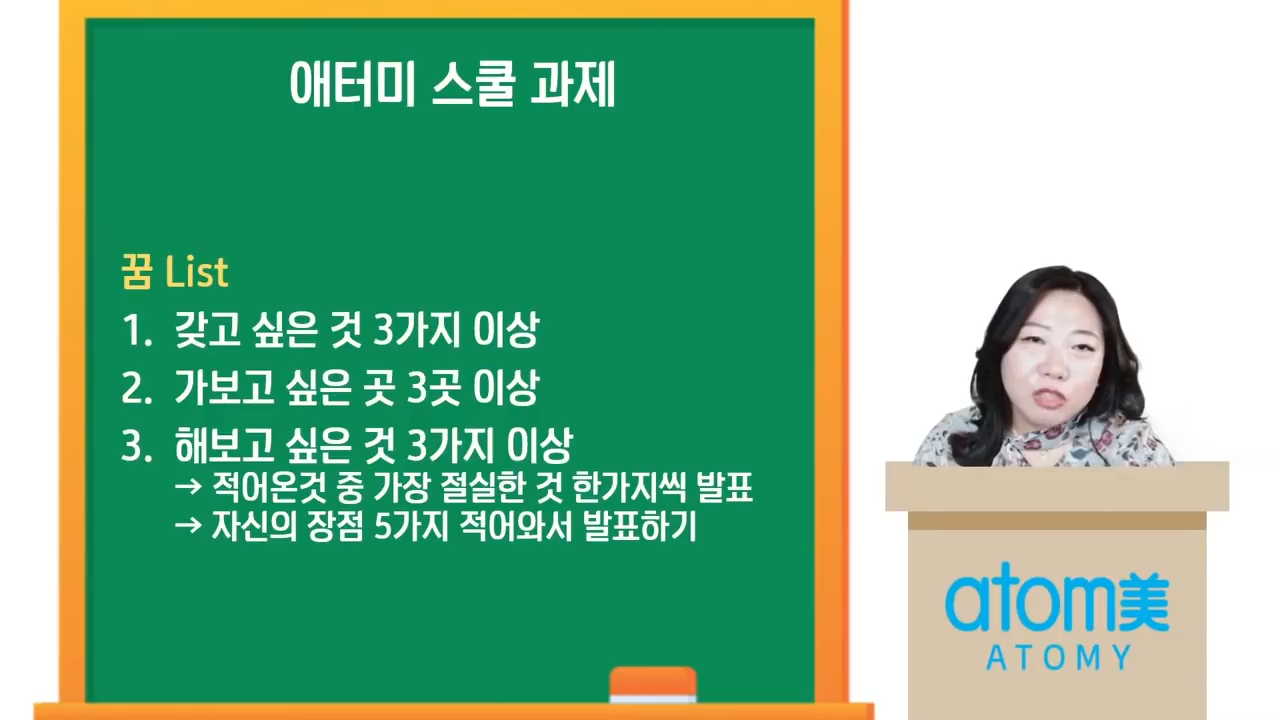 애터미 스쿨 과제
꿈 List
1. 갖고 싶은 것 3가지 이상
2. 가보고 싶은 곳 3곳 이상
3. 해보고 싶은 것 3가지 이상
→ 적어온것 중 가장 절실한 것 한가지씩 발표
→ 자신의 장점 5가지 적어와서 발표하기
atom美
ATOMY